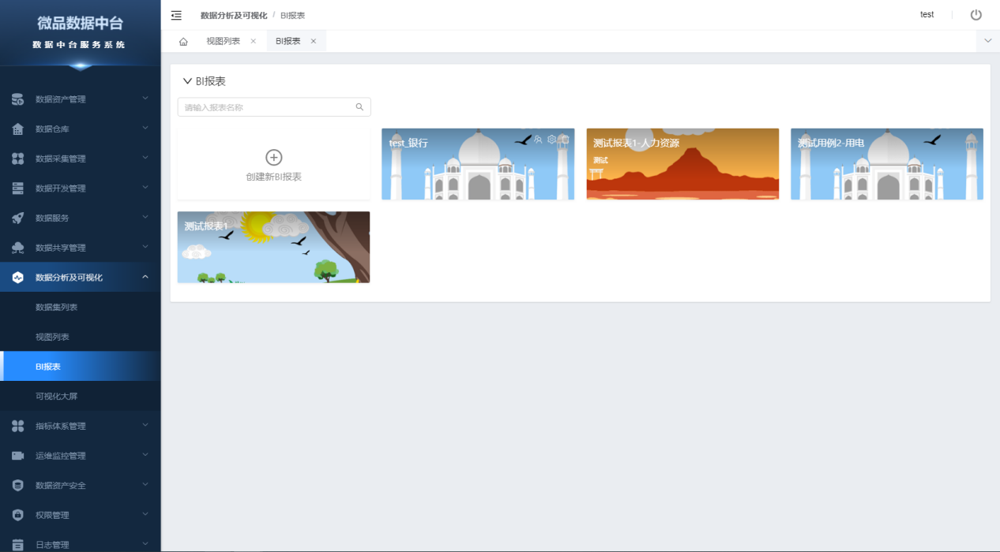 微品数据中台
数据中台服务系统
数据资产管理
数据仓库
数据采集管理
数据开发管理
数据服务
数据共享管理
数据分析及可视化
数据集列表
视图列表
BI报表
可视化大屏
指标体系管理
运维监控管理
数据资产安全
权限管理
日志管理
数据分析及可视化 / BI报表
test
视图列表 × BI报表 ×
BI报表
请输入报表名称
创建新BI报表
test_银行
测试报表1-人力资源
测试
测试用例2-用电
测试报表1